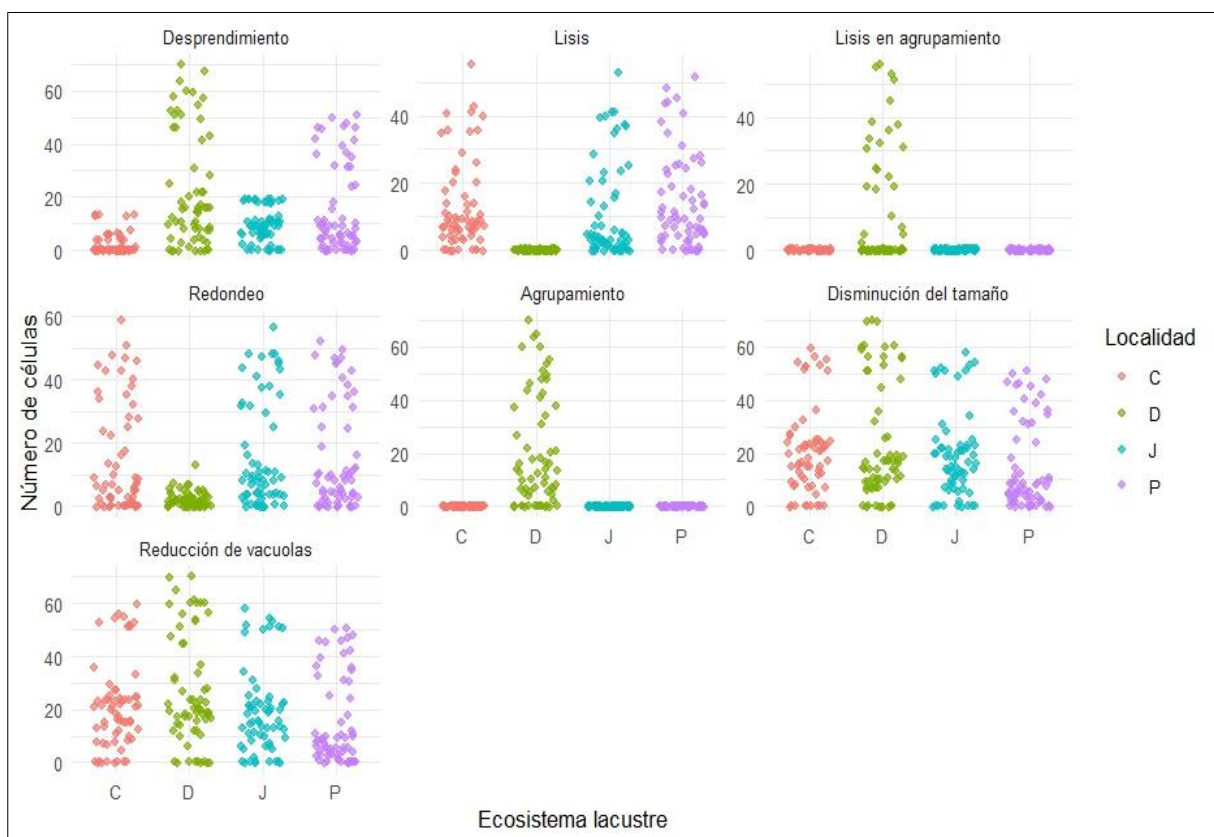 Desprendimiento
Lisis
Lisis en agrupamiento
60
40
20
0
40
20
0
40
20
0
Redondeo
Agrupamiento
Disminución del tamaño
60
40
20
0
60
40
20
0
60
40
20
0
C D J P
C D J P
Reducción de vacuolas
60
40
20
0
C D J P
Número de células
Ecosistema lacustre
Localidad
C
D
J
P